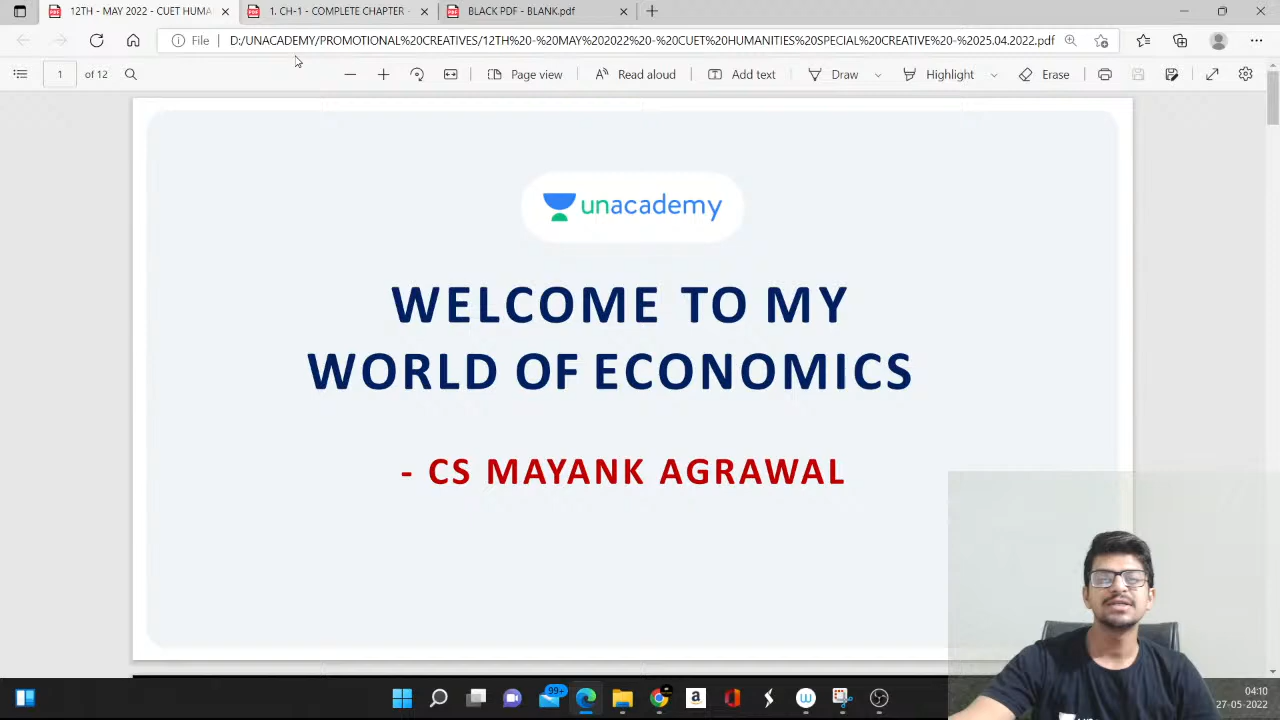 12TH - MAY 2022 - CUET HUMA
1. CH-1 - COMPLETE CHAPTER -
BLACK PDF - BLANK.pdf
File
D:/UNACADEMY/PROMOTIONAL%20CREATIVES/12TH%20-%20MAY%202022%20-%20CUET%20HUMANITIES%20SPECIAL%20CREATIVE%20-%2025.04.2022.pdf
1
of 12
Page view
Read aloud
Add text
Draw
Highlight
Erase
unacademy
WELCOME TO MY
WORLD OF ECONOMICS
- CS MAYANK AGRAWAL
99+
04:10
27-05-2022